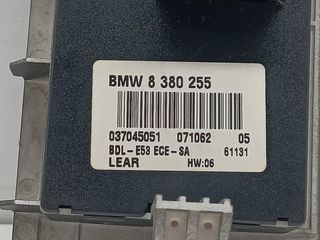 BMW 8 380 255
037045051 071062 05
BDL-E53 ECE-SA 61131
LEAR HW:06